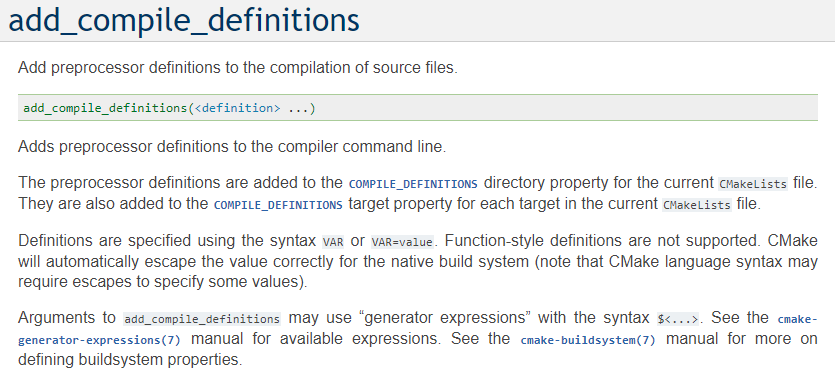 add_compile_definitions
Add preprocessor definitions to the compilation of source files.
add_compile_definitions(<definition> ...)
Adds preprocessor definitions to the compiler command line.
The preprocessor definitions are added to the COMPILE_DEFINITIONS directory property for the current CMakeLists file.
They are also added to the COMPILE_DEFINITIONS target property for each target in the current CMakeLists file.
Definitions are specified using the syntax VAR or VAR=value. Function-style definitions are not supported. CMake
will automatically escape the value correctly for the native build system (note that CMake language syntax may
require escapes to specify some values).
Arguments to add_compile_definitions may use “generator expressions” with the syntax $<...>. See the cmake-
generator-expressions(7) manual for available expressions. See the cmake-buildsystem(7) manual for more on
defining buildsystem properties.